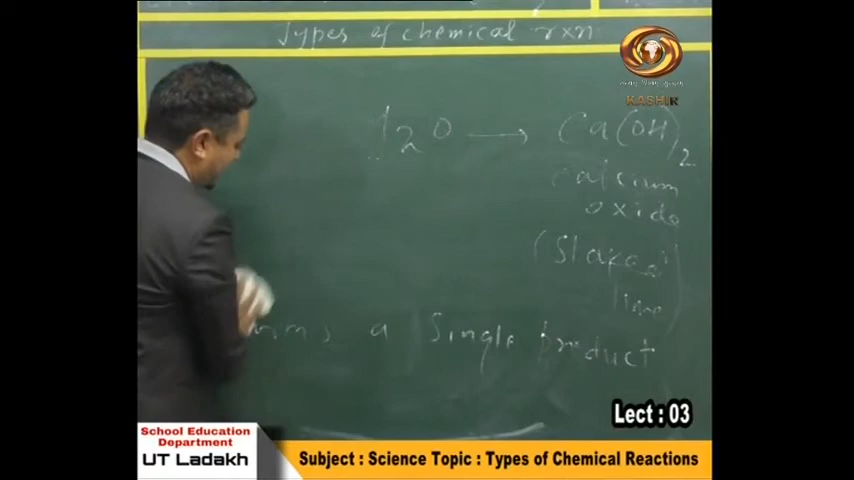 Types of chemical rxn
KASHIR
H2O → Ca(OH)2
Calcium
oxide
(Slaked
lime)
a Single product
Lect : 03
School Education
Department
UT Ladakh
Subject : Science Topic : Types of Chemical Reactions